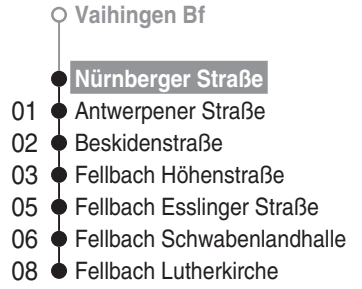 Vaihingen Bf
Nürnberger Straße
01 Antwerpener Straße
02 Beskidenstraße
03 Fellbach Höhenstraße
05 Fellbach Esslinger Straße
06 Fellbach Schwabenlandhalle
08 Fellbach Lutherkirche